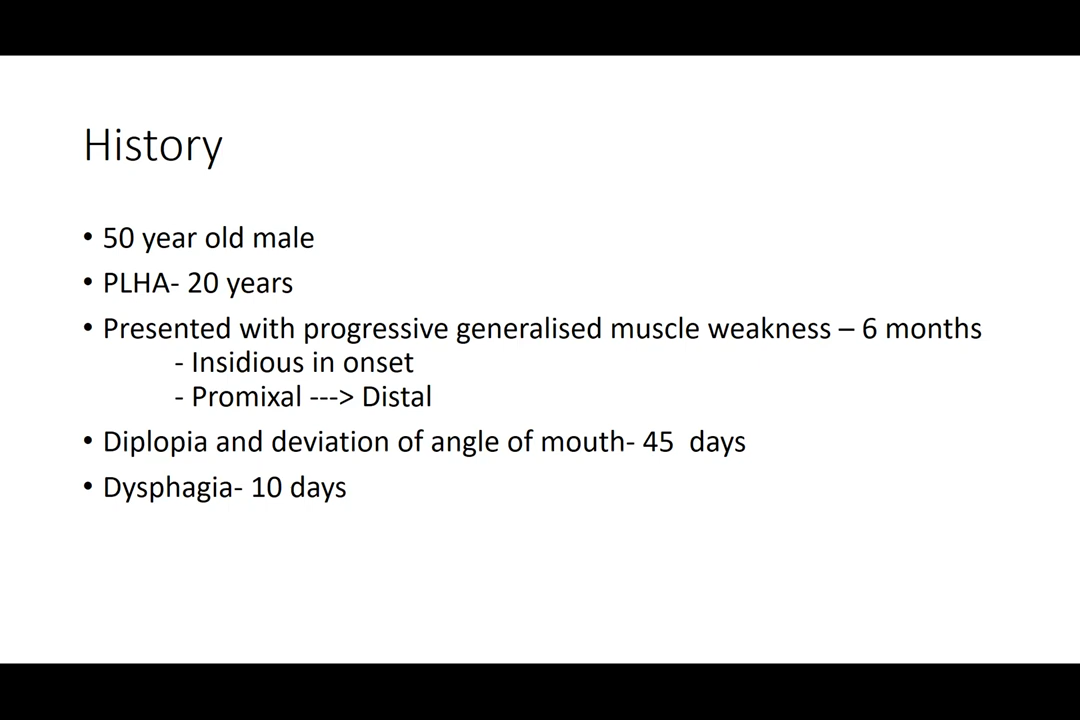 History
• 50 year old male
• PLHA- 20 years
• Presented with progressive generalised muscle weakness – 6 months
- Insidious in onset
- Promixal ---> Distal
• Diplopia and deviation of angle of mouth- 45  days
• Dysphagia- 10 days